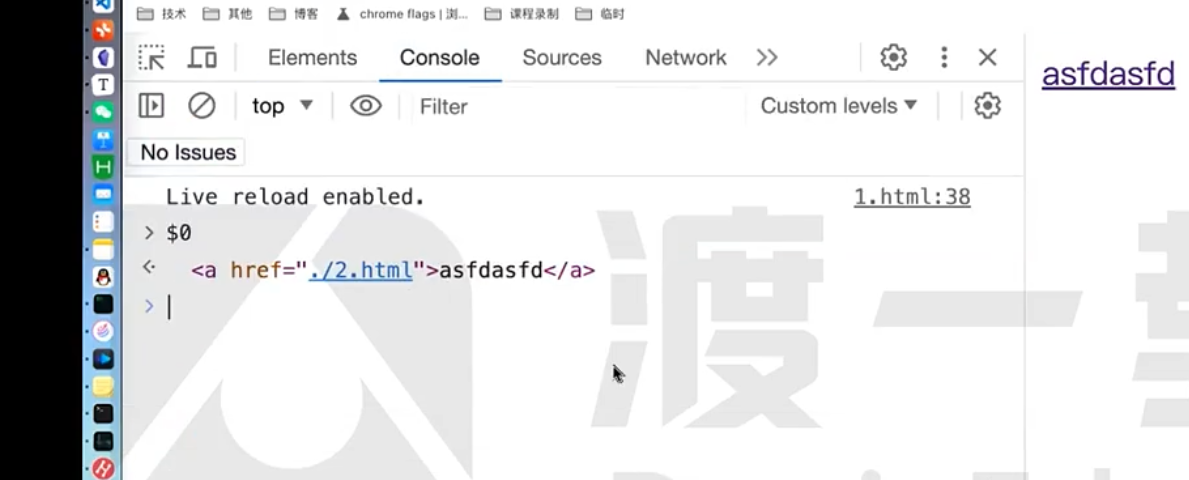 技术 其他 博客 chrome flags | 浏... 课程录制 临时
Elements Console Sources Network
asfdasfd
top Filter Custom levels
No Issues
Live reload enabled. 1.html:38
> $0
<a href="./2.html">asfdasfd</a>
>
渡一